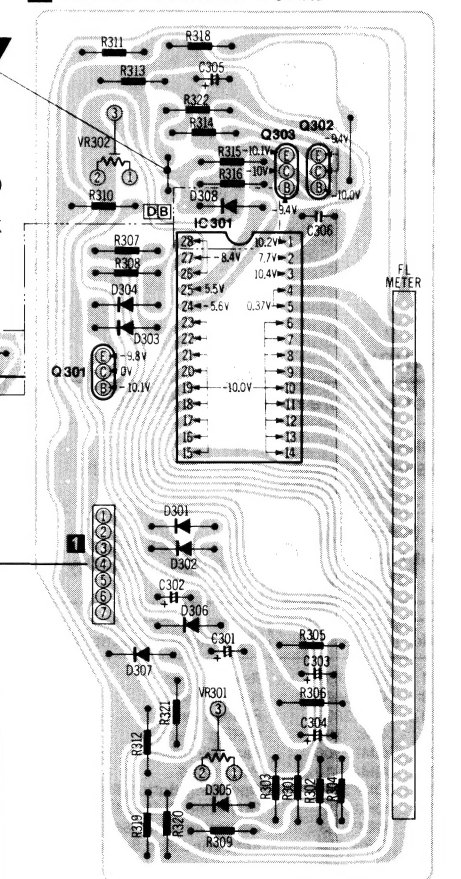 R311
R318
R313
C305
+
3
R322
R314
Q303
Q302
-9.4V
VR302
R315
-10.1V
E
E
-10V
C
C
2
1
R316
B
B
-10.0V
R310
D308
-9.4V
DB
IC301
C306
28
10.2V
1
R307
27
-8.4V
7.7V
2
R308
26
10.4V
3
FL
METER
D304
25
5.5V
4
24
-5.6V
0.37V
5
D303
23
6
22
7
Q301
E
-9.8V
21
8
C
0V
20
9
B
-10.1V
19
-10.0V
10
18
11
17
12
16
13
15
14
1
1
2
3
4
5
6
7
D301
D302
C302
+
D306
C301
+
R305
D307
C303
+
R321
VR301
3
R306
R312
C304
+
2
1
R303
R301
R302
R304
D305
R319
R320
R309